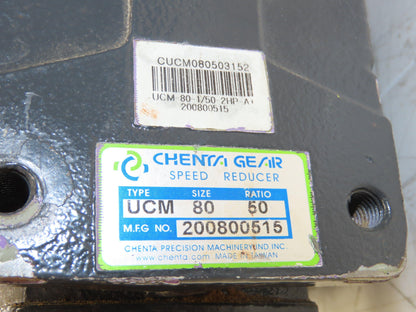 CUCM080503152
UCM 80 1/50 2HP A+
200800515
CHENTA GEAR
SPEED REDUCER
TYPE SIZE RATIO
UCM 80 60
M.F.G NO. 200800515
CHENTA PRECISION MACHINERY IND INC.
www.chenta.com MADE IN TAIWAN